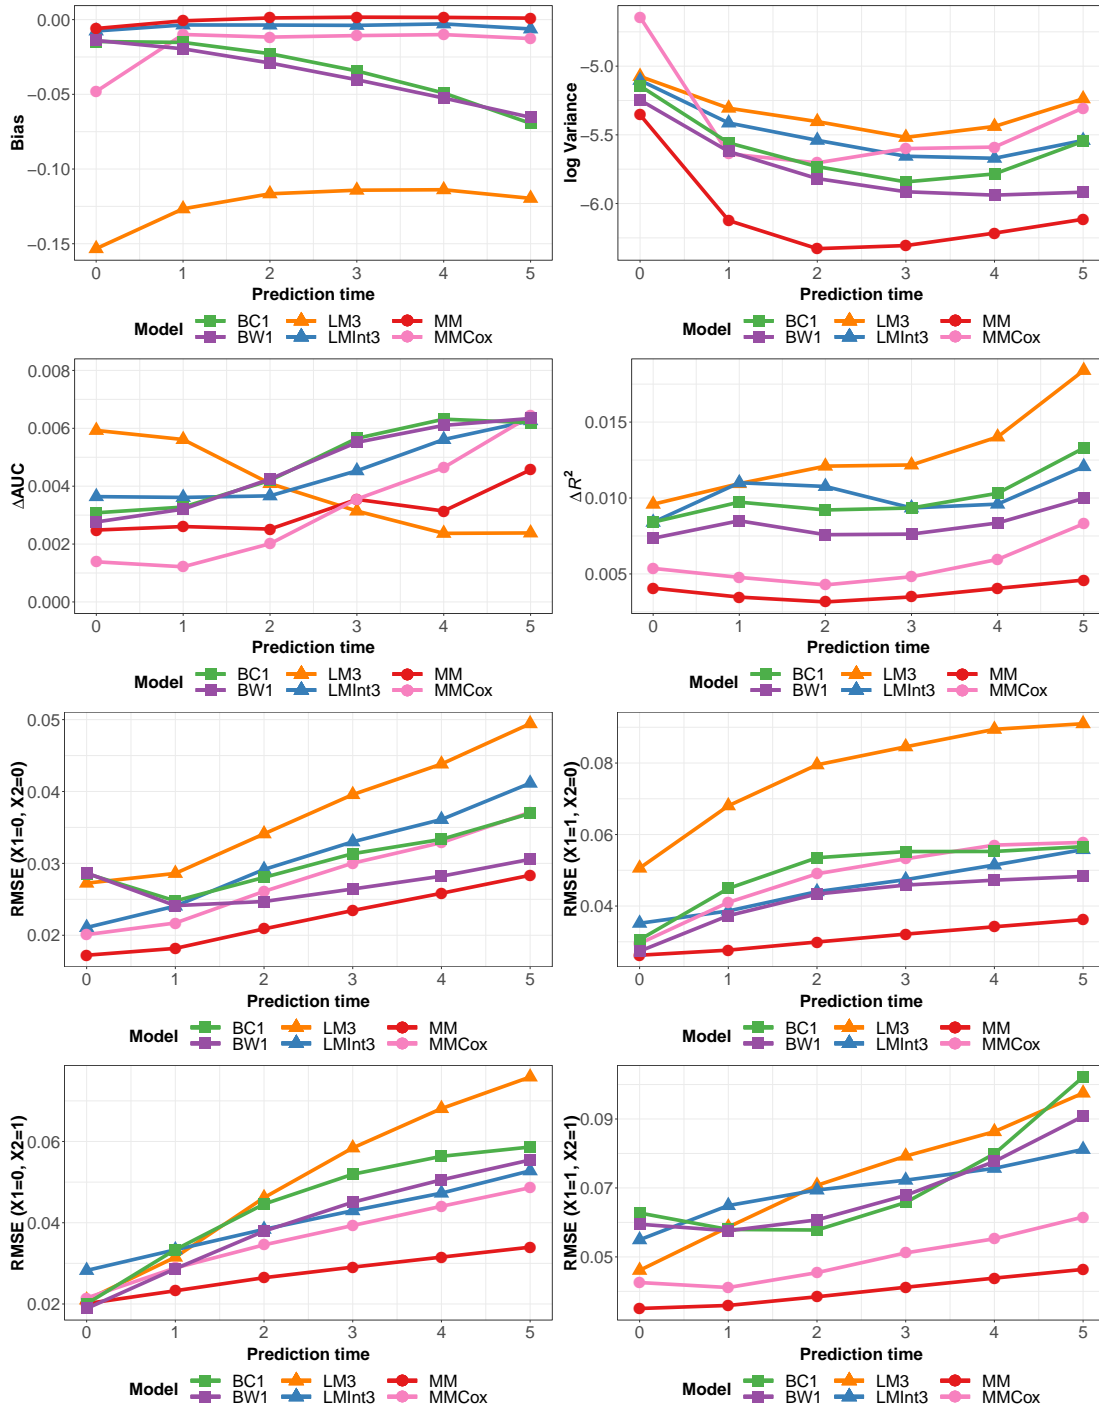 Bias
0.00
−0.05
−0.10
−0.15
0 1 2 3 4 5
Prediction time
Model BC1 LM3 MM
BW1 LMInt3 MMCox
log Variance
−5.0
−5.5
−6.0
0 1 2 3 4 5
Prediction time
Model BC1 LM3 MM
BW1 LMInt3 MMCox
ΔAUC
0.008
0.006
0.004
0.002
0.000
0 1 2 3 4 5
Prediction time
Model BC1 LM3 MM
BW1 LMInt3 MMCox
ΔR²
0.015
0.010
0.005
0 1 2 3 4 5
Prediction time
Model BC1 LM3 MM
BW1 LMInt3 MMCox
RMSE (X1=0, X2=0)
0.05
0.04
0.03
0.02
0 1 2 3 4 5
Prediction time
Model BC1 LM3 MM
BW1 LMInt3 MMCox
RMSE (X1=1, X2=0)
0.08
0.06
0.04
0 1 2 3 4 5
Prediction time
Model BC1 LM3 MM
BW1 LMInt3 MMCox
RMSE (X1=0, X2=1)
0.06
0.04
0.02
0 1 2 3 4 5
Prediction time
Model BC1 LM3 MM
BW1 LMInt3 MMCox
RMSE (X1=1, X2=1)
0.09
0.07
0.05
0 1 2 3 4 5
Prediction time
Model BC1 LM3 MM
BW1 LMInt3 MMCox